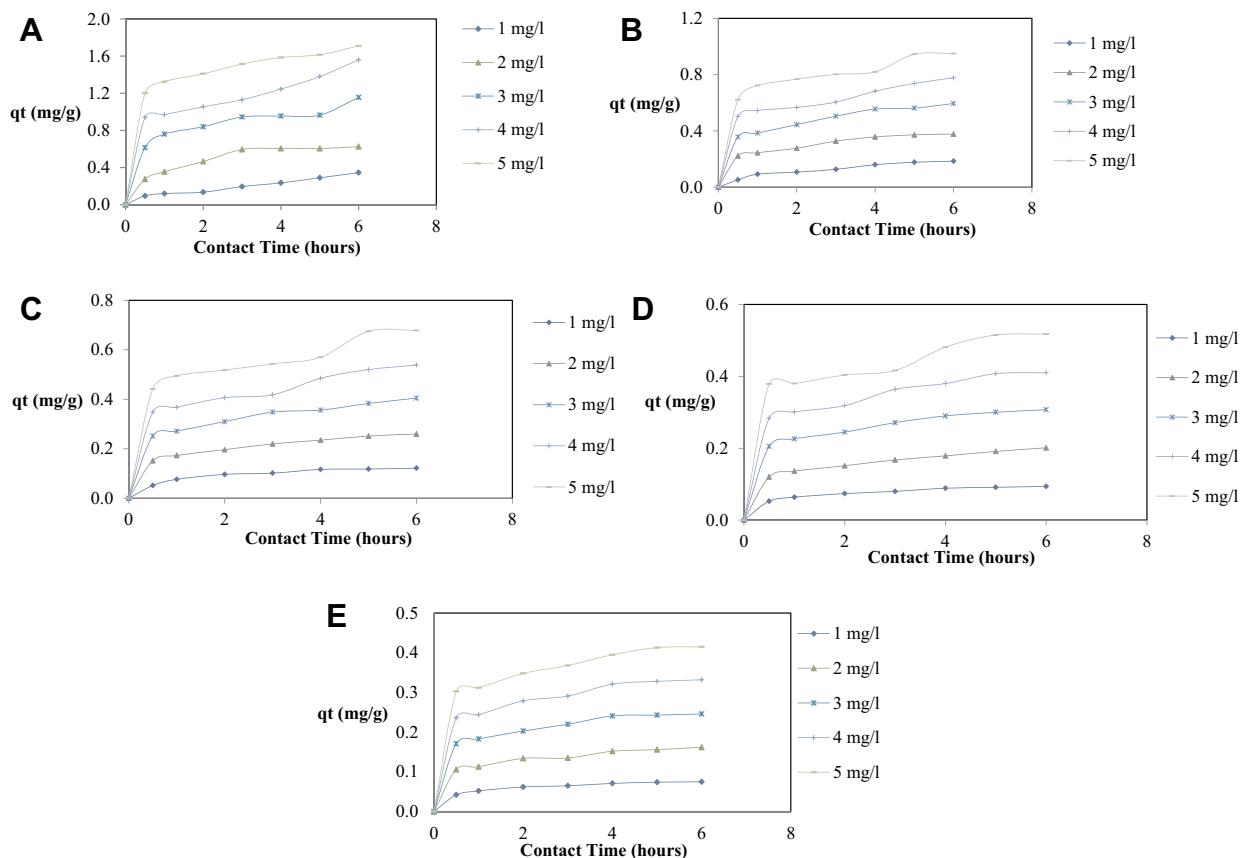 A
2.0
1.6
1.2
0.8
0.4
0.0
qt (mg/g)
0 2 4 6 8
Contact Time (hours)
1 mg/l
2 mg/l
3 mg/l
4 mg/l
5 mg/l
B
1.2
0.8
0.4
0.0
qt (mg/g)
0 2 4 6 8
Contact Time (hours)
1 mg/l
2 mg/l
3 mg/l
4 mg/l
5 mg/l
C
0.8
0.6
0.4
0.2
0.0
qt (mg/g)
0 2 4 6 8
Contact Time (hours)
1 mg/l
2 mg/l
3 mg/l
4 mg/l
5 mg/l
D
0.6
0.4
0.2
0.0
qt (mg/g)
0 2 4 6 8
Contact Time (hours)
1 mg/l
2 mg/l
3 mg/l
4 mg/l
5 mg/l
E
0.5
0.4
0.3
0.2
0.1
0.0
qt (mg/g)
0 2 4 6 8
Contact Time (hours)
1 mg/l
2 mg/l
3 mg/l
4 mg/l
5 mg/l